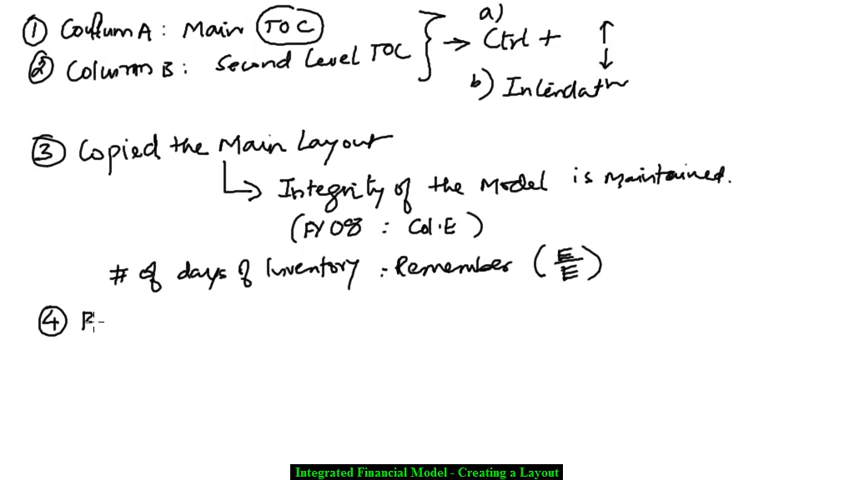 ① Column A : Main TOC
② Column B : Second Level TOC
a) Ctrl + ↑ ↓
b)
③ Copied the Main Layout
Integrity of the Model is Maintained.
(FY08 : Col.E)
# of days of Inventory : Remember (E/E)
④
Integrated Financial Model - Creating a Layout